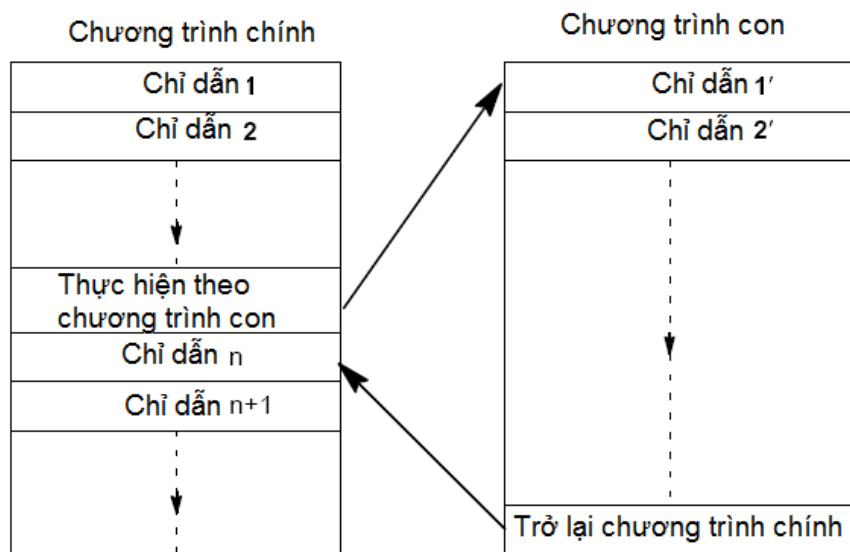 Chương trình chính
Chỉ dẫn 1
Chỉ dẫn 2
Thực hiện theo
chương trình con
Chỉ dẫn n
Chỉ dẫn n+1
Chương trình con
Chỉ dẫn 1′
Chỉ dẫn 2′
Trở lại chương trình chính